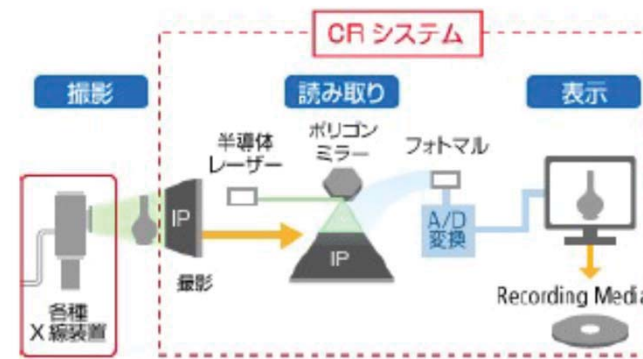 CR システム
撮影
読み取り
表示
半導体
レーザー
ポリゴン
ミラー
フォトマル
IP
IP
A/D
変換
撮影
各種
X線装置
Recording Media